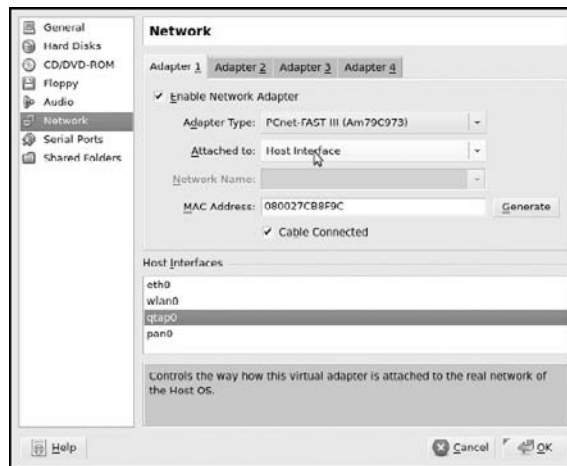 General
Hard Disks
CD/DVD-ROM
Floppy
Audio
Network
Serial Ports
Shared Folders
Network
Adapter 1 Adapter 2 Adapter 3 Adapter 4
Enable Network Adapter
Adapter Type: PCnet-FAST III (Am79C973)
Attached to: Host Interface
Network Name:
MAC Address: 080027CB8F9C Generate
Cable Connected
Host Interfaces
eth0
wlan0
qtap0
pan0
Controls the way how this virtual adapter is attached to the real network of
the Host OS.
Help Cancel OK